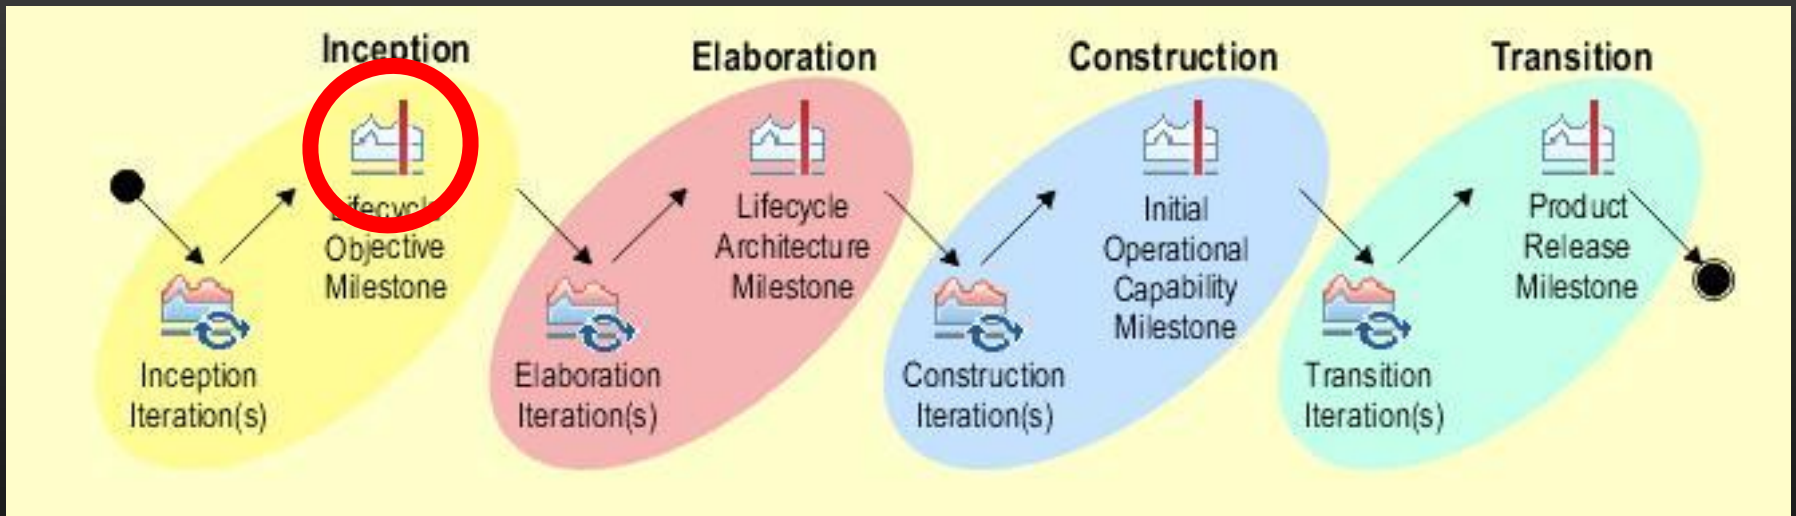 Inception
Elaboration
Construction
Transition
Lifecycle
Objective
Milestone
Inception
Iteration(s)
Lifecycle
Architecture
Milestone
Elaboration
Iteration(s)
Initial
Operational
Capability
Milestone
Construction
Iteration(s)
Product
Release
Milestone
Transition
Iteration(s)